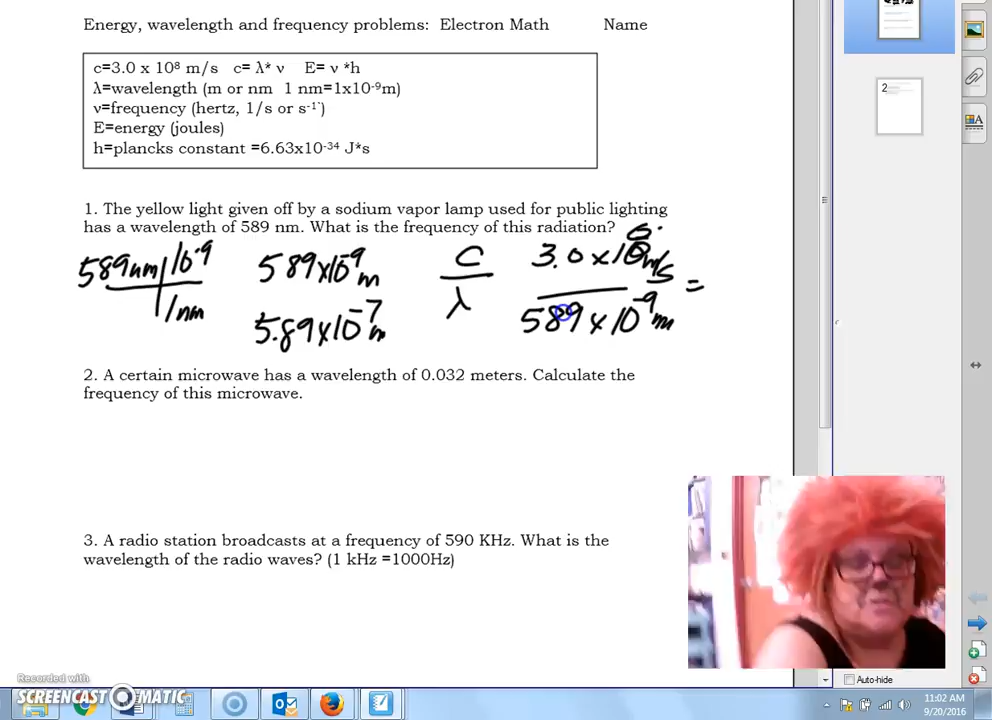 Energy, wavelength and frequency problems: Electron Math Name
c=3.0 x 10⁸ m/s c= λ* ν E= ν *h
λ=wavelength (m or nm 1 nm=1x10⁻⁹m)
ν=frequency (hertz, 1/s or s⁻¹)
E=energy (joules)
h=plancks constant =6.63x10⁻³⁴ J*s
1. The yellow light given off by a sodium vapor lamp used for public lighting
has a wavelength of 589 nm. What is the frequency of this radiation?
589nm | 10⁻⁹
1nm
589x10⁻⁹m
5.89x10⁻⁷m
C
λ
3.0 x 10⁸ m/s
589 x 10⁻⁹ m
=
2. A certain microwave has a wavelength of 0.032 meters. Calculate the
frequency of this microwave.
3. A radio station broadcasts at a frequency of 590 KHz. What is the
wavelength of the radio waves? (1 kHz =1000Hz)
2
Auto-hide
Recorded with
SCREENCAST MATIC
11:02 AM
9/20/2016